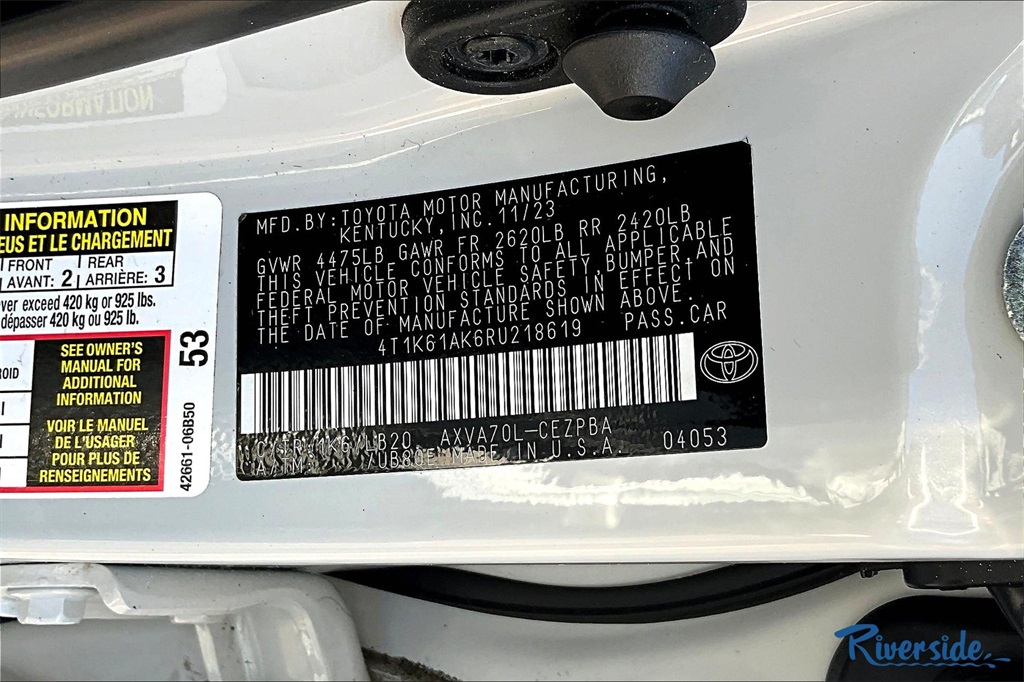 INFORMATION
EUS ET LE CHARGEMENT
FRONT REAR
AVANT: 2 ARRIÈRE: 3
over exceed 420 kg or 925 lbs.
dépasser 420 kg ou 925 lb.
SEE OWNER'S
MANUAL FOR
ADDITIONAL
INFORMATION
VOIR LE MANUEL
DE L'USAGER
POUR PLUS DE
RENSEIGNEMENTS
ROID
53
42661-06B50
MFD. BY: TOYOTA MOTOR MANUFACTURING,
KENTUCKY, INC. 11/23
GVWR 4475LB GAWR FR 2620LB RR 2420LB
THIS VEHICLE CONFORMS TO ALL APPLICABLE
FEDERAL MOTOR VEHICLE SAFETY, BUMPER, AND
THEFT PREVENTION STANDARDS IN EFFECT ON
THE DATE OF MANUFACTURE SHOWN ABOVE.
4T1K61AK6RU218619 PASS.CAR
AXVA70L-CEZPBA 04053
MADE IN U.S.A.
Riverside